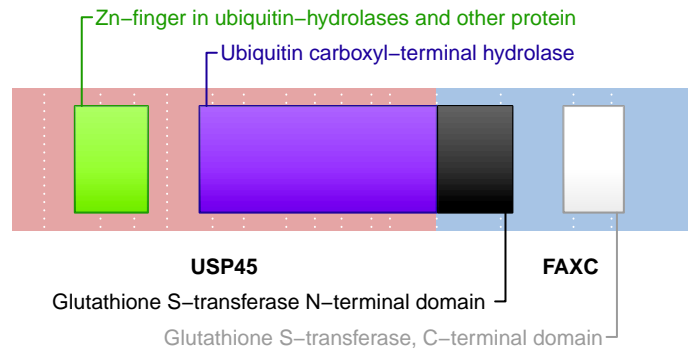 Zn−finger in ubiquitin−hydrolases and other protein
Ubiquitin carboxyl−terminal hydrolase
USP45
FAXC
Glutathione S−transferase N−terminal domain
Glutathione S−transferase, C−terminal domain